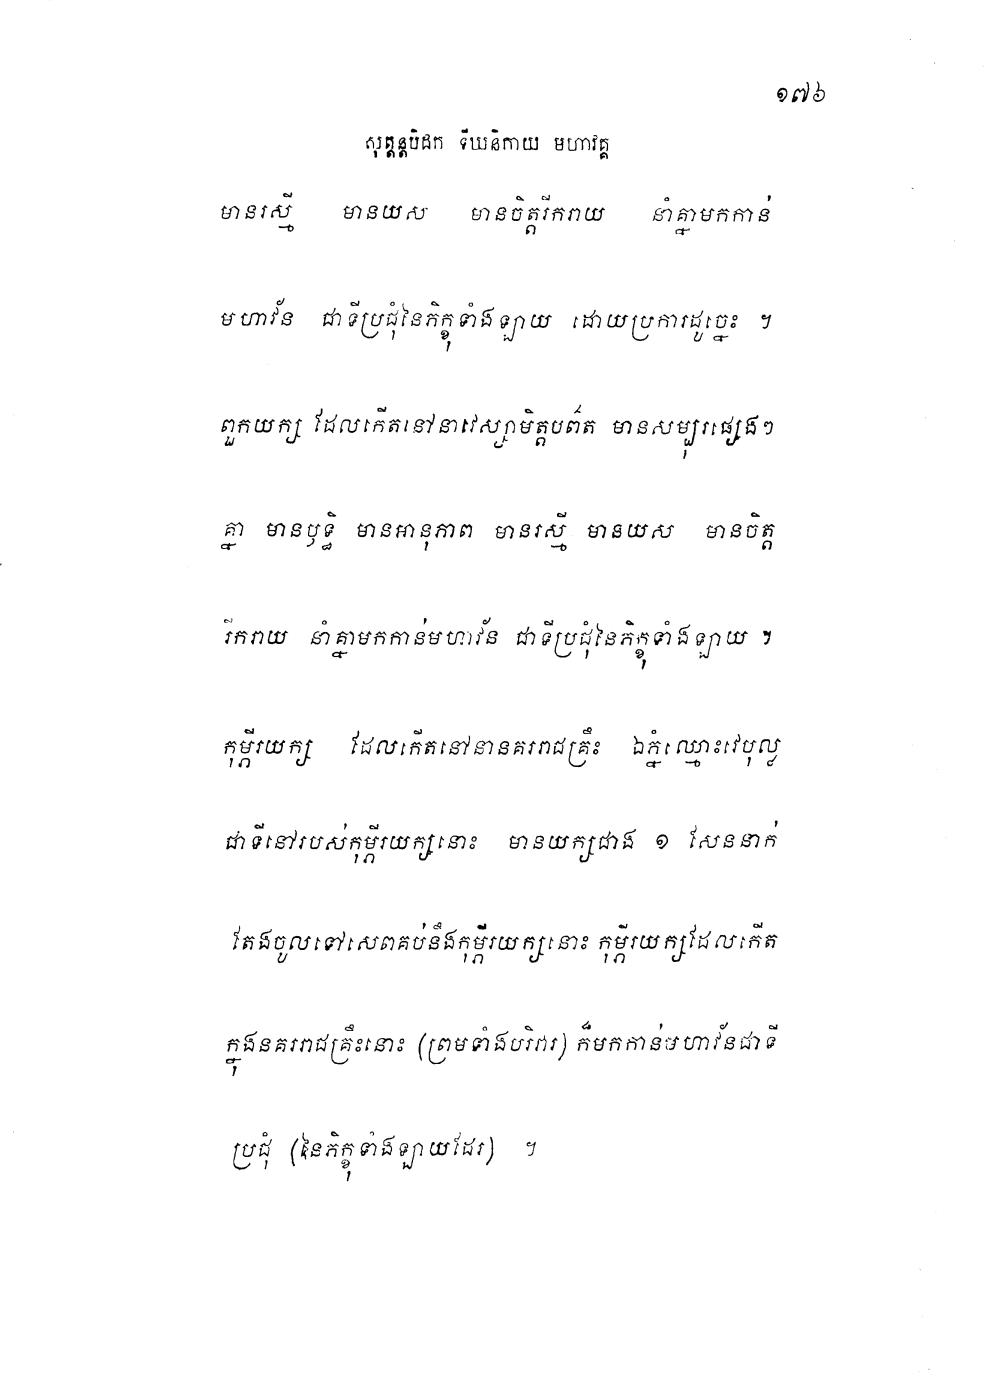 ១៧៦
សុត្តន្តបិដក ទីឃនិកាយ មហាវគ្គ
មានរស្មី មានយស មានចិត្តរីករាយ នាំគ្នាមកកាន់
មហាវ័ន ជាទីប្រជុំនៃភិក្ខុទាំងឡាយ ដោយប្រការដូច្នេះ ។
ពួកយក្ស ដែលកើតនៅនាវេស្សាមិត្តបព៌ត មានសម្បុរផ្សេងៗ
គ្នា មានឫទ្ធិ មានអានុភាព មានរស្មី មានយស មានចិត្ត
រីករាយ នាំគ្នាមកកាន់មហាវ័ន ជាទីប្រជុំនៃភិក្ខុទាំងឡាយ ។
កុម្ភីរយក្ស ដែលកើតនៅនានគររាជគ្រឹះ ឯភ្នំឈ្មោះវេបុល្ល
ជាទីនៅរបស់កុម្ភីរយក្សនោះ មានយក្សជាង ១ សែននាក់
តែងចូលទៅសេពគប់នឹងកុម្ភីរយក្សនោះ កុម្ភីរយក្សដែលកើត
ក្នុងនគររាជគ្រឹះនោះ (ព្រមទាំងបរិវារ) ក៏មកកាន់មហាវ័នជាទី
ប្រជុំ (នៃភិក្ខុទាំងឡាយដែរ) ។